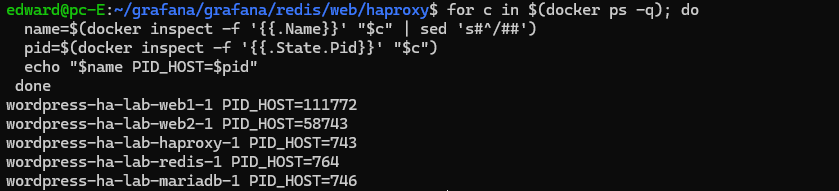 edward@pc-E:~/grafana/grafana/redis/web/haproxy$ for c in $(docker ps -q); do
  name=$(docker inspect -f '{{.Name}}' "$c" | sed 's#^/##')
  pid=$(docker inspect -f '{{.State.Pid}}' "$c")
  echo "$name PID_HOST=$pid"
 done
wordpress-ha-lab-web1-1 PID_HOST=111772
wordpress-ha-lab-web2-1 PID_HOST=58743
wordpress-ha-lab-haproxy-1 PID_HOST=743
wordpress-ha-lab-redis-1 PID_HOST=764
wordpress-ha-lab-mariadb-1 PID_HOST=746